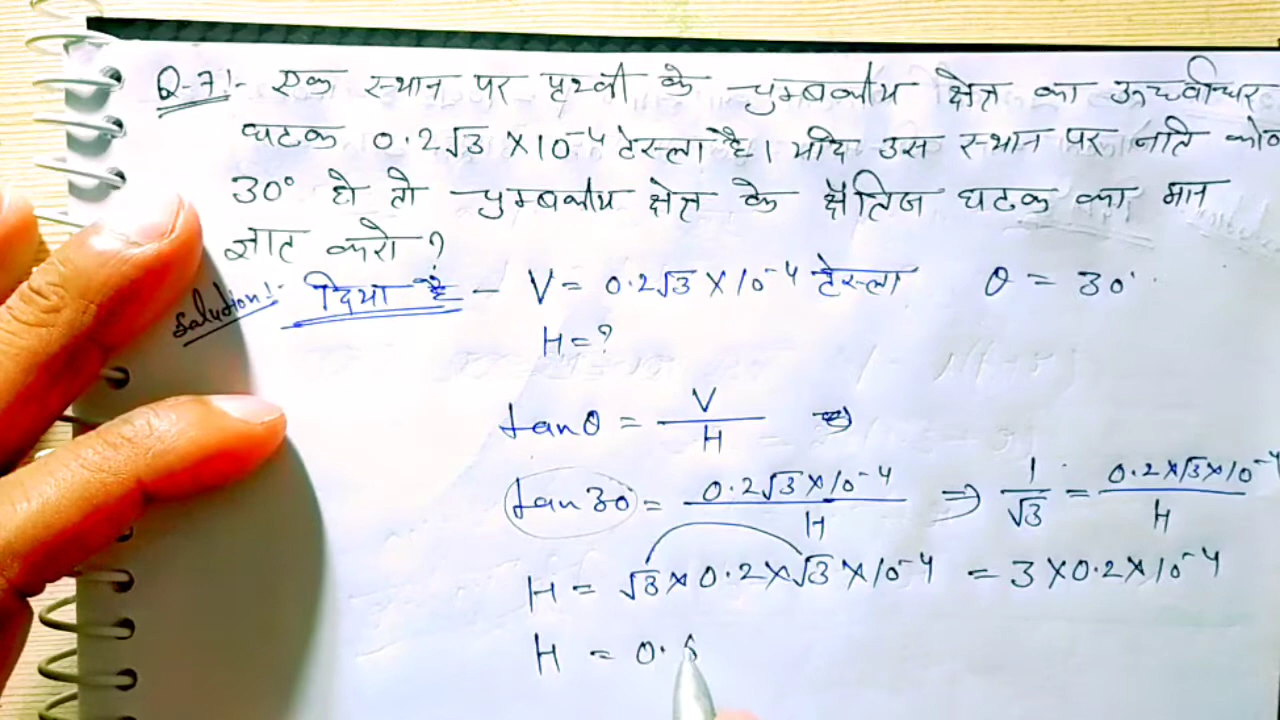 Q-7!- एक स्थान पर पृथ्वी के चुम्बकीय क्षेत्र का ऊर्ध्वाधर
घटक 0.2√3 ×10⁻⁴ टेस्ला है। यदि उस स्थान पर नति कोण
30° हो तो चुम्बकीय क्षेत्र के क्षैतिज घटक का मान
ज्ञात करो ?
Solution:- दिया है - V = 0.2√3 × 10⁻⁴ टेस्ला θ = 30°
H = ?
tanθ = V/H
tan30 = 0.2√3×10⁻⁴/H ⇒ 1/√3 = 0.2×√3×10⁻⁴/H
H = √3×0.2×√3×10⁻⁴ = 3×0.2×10⁻⁴
H = 0.6